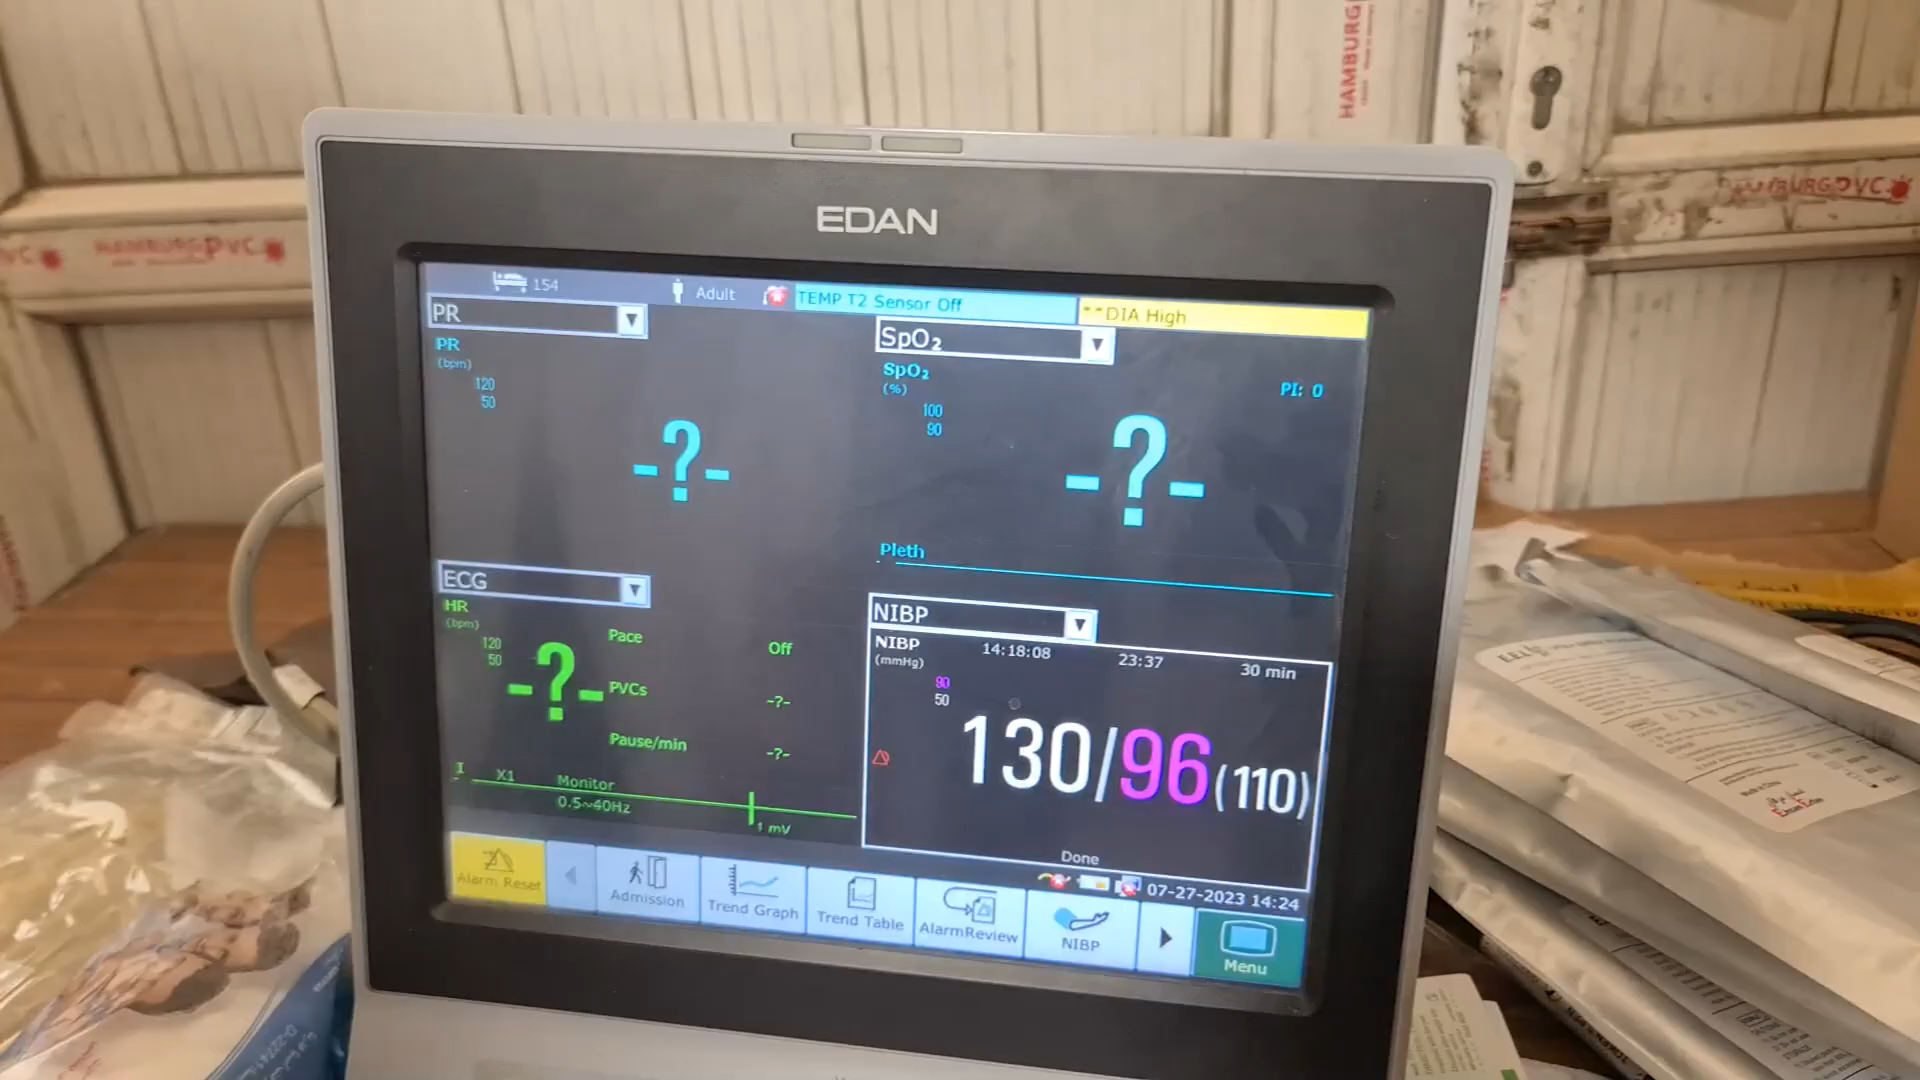 HAMBURG
HAMBURG PVC
HAMBURG PVC
VC
EDAN
154
Adult
TEMP T2 Sensor Off
**DIA High
PR
PR
(bpm)
120
50
-?-
SpO₂
SpO₂
(%)
100
90
PI: 0
-?-
Pleth
ECG
HR
(bpm)
120
50
-?-
Pace Off
PVCs -?-
Pause/min -?-
I X1 Monitor
0.5~40Hz
1 mV
NIBP
NIBP 14:18:08 23:37 30 min
(mmHg)
90
50
130/96(110)
Done
07-27-2023 14:24
Alarm Reset
Admission
Trend Graph
Trend Table
AlarmReview
NIBP
Menu